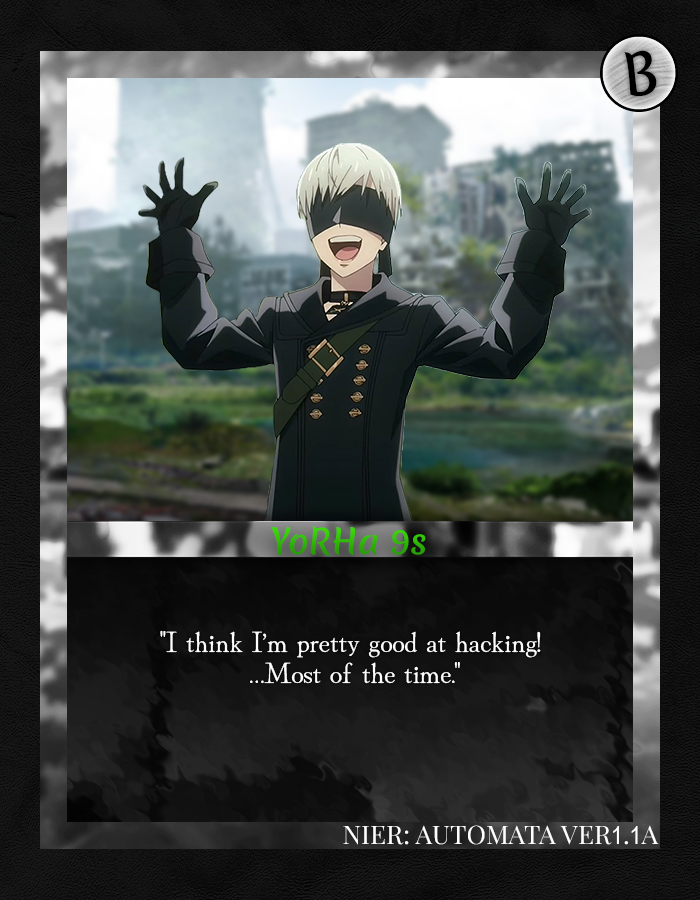 B
YoRHa 9s
"I think I'm pretty good at hacking!
...Most of the time."
NIER: AUTOMATA VER1.1A